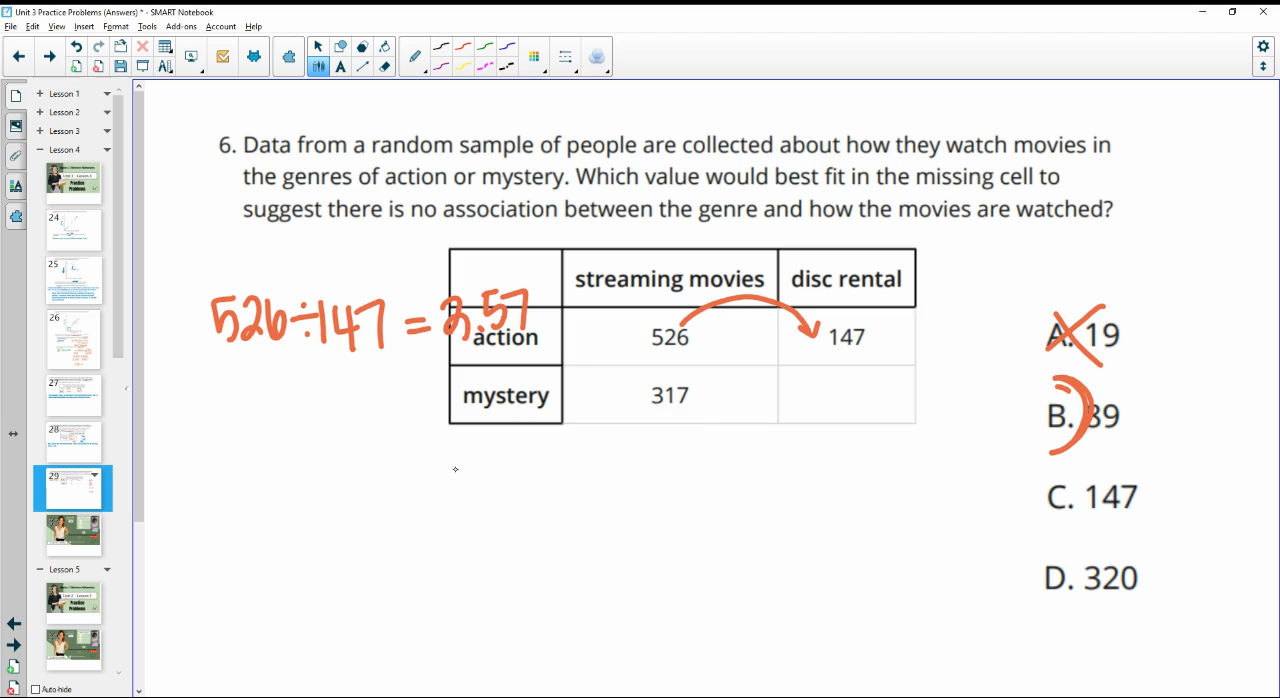 Unit 3 Practice Problems (Answers) * - SMART Notebook
File Edit View Insert Format Tools Add-ons Account Help
Lesson 1
Lesson 2
Lesson 3
Lesson 4
Practice
Problems
24
25
26
27
28
29
Lesson 5
Practice
Problems
Auto-hide
6. Data from a random sample of people are collected about how they watch movies in
the genres of action or mystery. Which value would best fit in the missing cell to
suggest there is no association between the genre and how the movies are watched?
streaming movies disc rental
526÷147 = 3.57
action 526 147
mystery 317
A. 19
B. 89
C. 147
D. 320